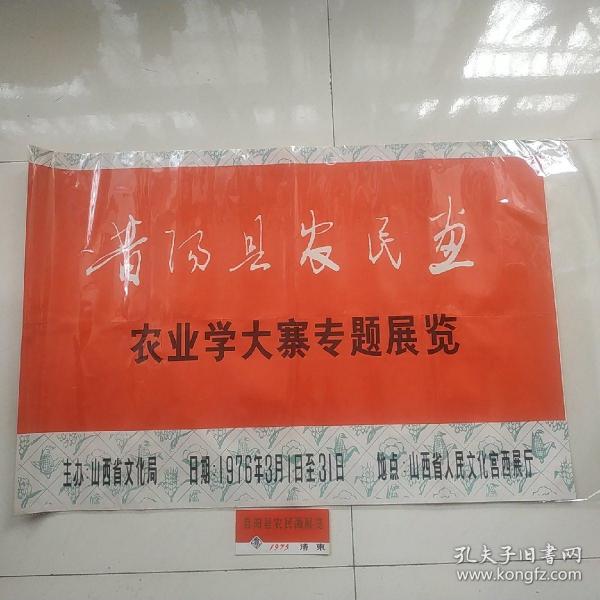 昔阳县农民画
农业学大寨专题展览
主办:山西省文化局 日期:1976年3月1日至31日 地点:山西省人民文化宫西展厅
昔阳县农民画展览
1975 请柬
孔夫子旧书网
www.kongfz.com